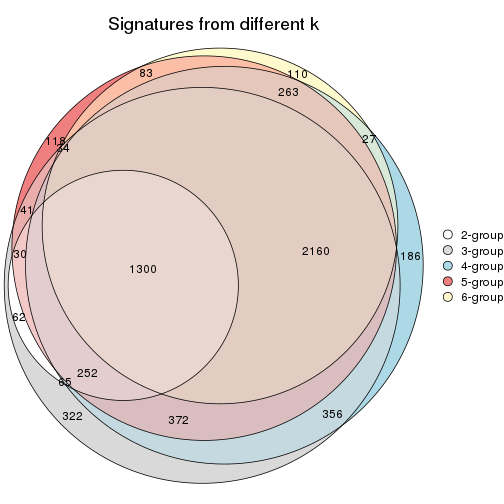 Signatures from different k
83
110
263
118
34
27
41
30
2160
186
1300
62
252
65
322
372
356
2-group
3-group
4-group
5-group
6-group